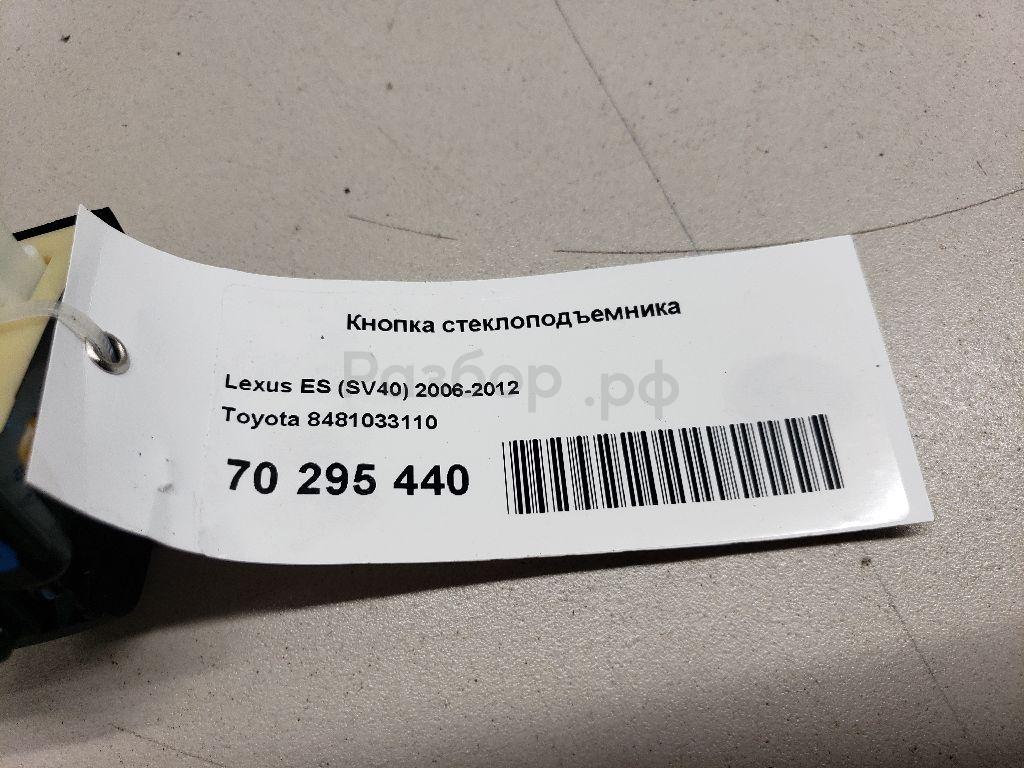 Кнопка стеклоподъемника
Разбор.рф
Lexus ES (SV40) 2006-2012
Toyota 8481033110
70 295 440